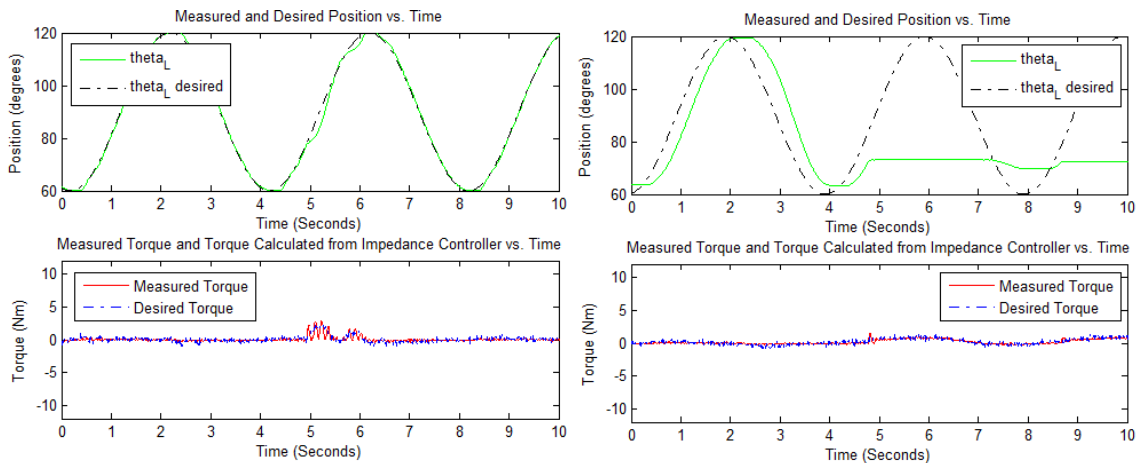 Measured and Desired Position vs. Time
120
100
80
60
Position (degrees)
theta_L
theta_L desired
0 1 2 3 4 5 6 7 8 9 10
Time (Seconds)
Measured Torque and Torque Calculated from Impedance Controller vs. Time
10
5
0
-5
-10
Torque (Nm)
Measured Torque
Desired Torque
0 1 2 3 4 5 6 7 8 9 10
Time (Seconds)
Measured and Desired Position vs. Time
120
100
80
60
Position (degrees)
theta_L
theta_L desired
0 1 2 3 4 5 6 7 8 9 10
Time (Seconds)
Measured Torque and Torque Calculated from Impedance Controller vs. Time
10
5
0
-5
-10
Torque (Nm)
Measured Torque
Desired Torque
0 1 2 3 4 5 6 7 8 9 10
Time (Seconds)